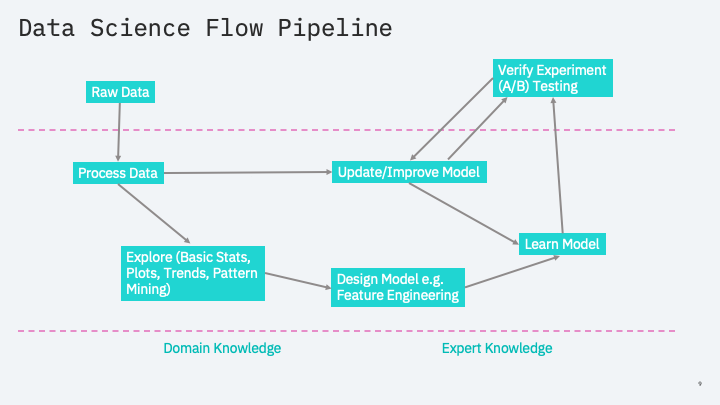 Data Science Flow Pipeline
Verify Experiment
(A/B) Testing
Raw Data
Process Data
Update/Improve Model
Learn Model
Explore (Basic Stats,
Plots, Trends, Pattern
Mining)
Design Model e.g.
Feature Engineering
Domain Knowledge
Expert Knowledge
9